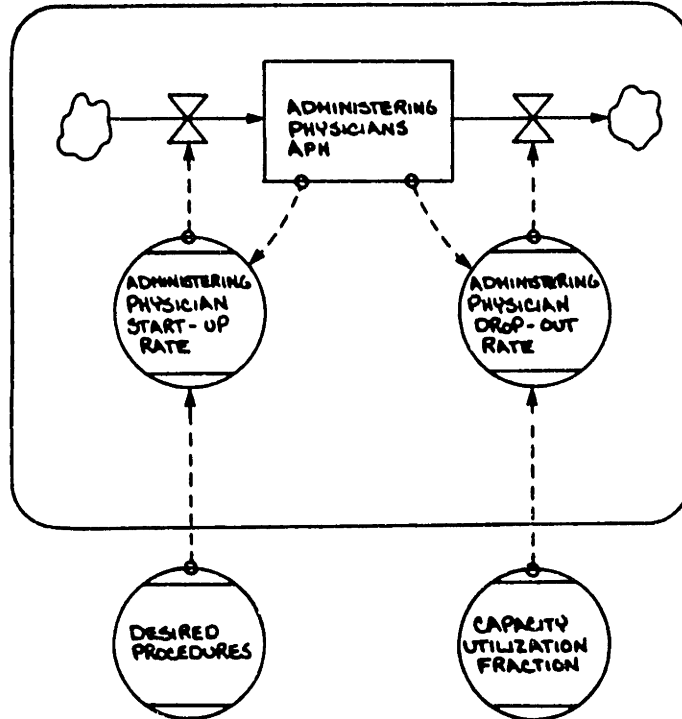 ADMINISTERING
PHYSICIANS
APH
ADMINISTERING
PHYSICIAN
START-UP
RATE
ADMINISTERING
PHYSICIAN
DROP-OUT
RATE
DESIRED
PROCEDURES
CAPACITY
UTILIZATION
FRACTION